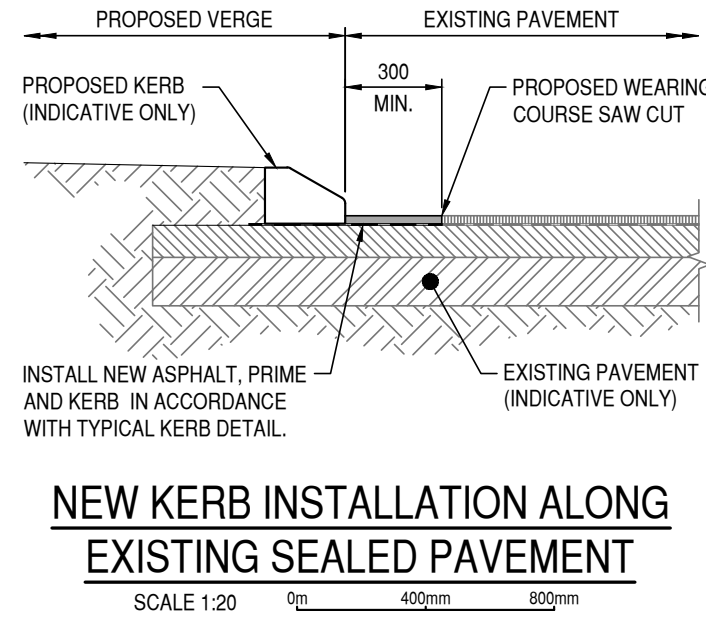 PROPOSED VERGE
EXISTING PAVEMENT
PROPOSED KERB
(INDICATIVE ONLY)
300
MIN.
PROPOSED WEARING
COURSE SAW CUT
INSTALL NEW ASPHALT, PRIME
AND KERB IN ACCORDANCE
WITH TYPICAL KERB DETAIL.
EXISTING PAVEMENT
(INDICATIVE ONLY)
NEW KERB INSTALLATION ALONG
EXISTING SEALED PAVEMENT
SCALE 1:20 0m 400mm 800mm